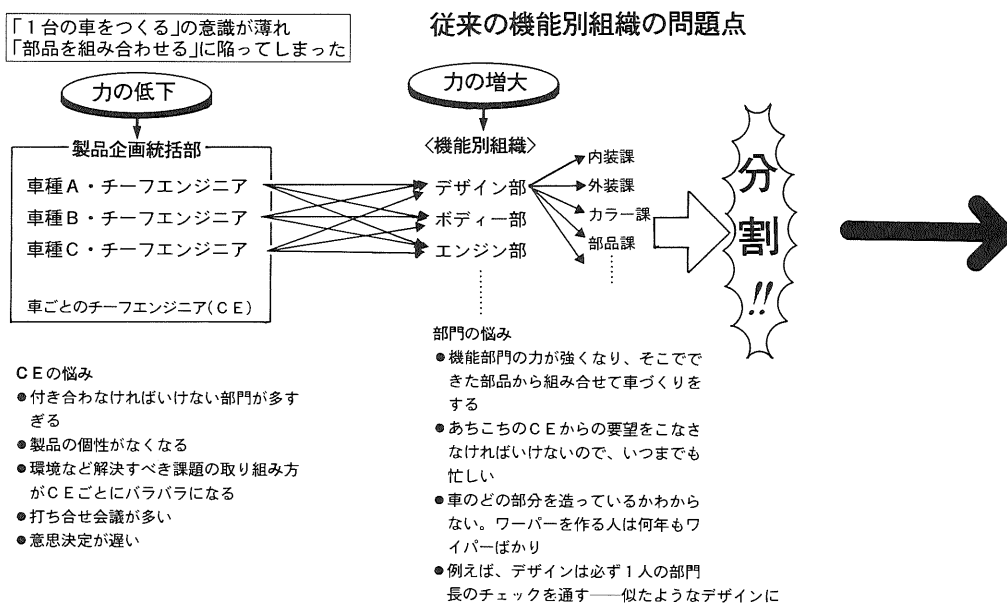 従来の機能別組織の問題点
「１台の車をつくる」の意識が薄れ
「部品を組み合わせる」に陥ってしまった
力の低下
製品企画統括部
車種Ａ・チーフエンジニア
車種Ｂ・チーフエンジニア
車種Ｃ・チーフエンジニア
車ごとのチーフエンジニア(ＣＥ)
力の増大
〈機能別組織〉
デザイン部
ボディー部
エンジン部
……
内装課
外装課
カラー課
部品課
……
分割!!
ＣＥの悩み
●付き合わなければいけない部門が多す
ぎる
●製品の個性がなくなる
●環境など解決すべき課題の取り組み方
がＣＥごとにバラバラになる
●打ち合せ会議が多い
●意思決定が遅い
部門の悩み
●機能部門の力が強くなり、そこでで
きた部品から組み合せて車づくりを
する
●あちこちのＣＥからの要望をこなさ
なければいけないので、いつまでも
忙しい
●車のどの部分を造っているかわから
ない。ワーパーを作る人は何年もワ
イパーばかり
●例えば、デザインは必ず１人の部門
長のチェックを通す――似たようなデザインに